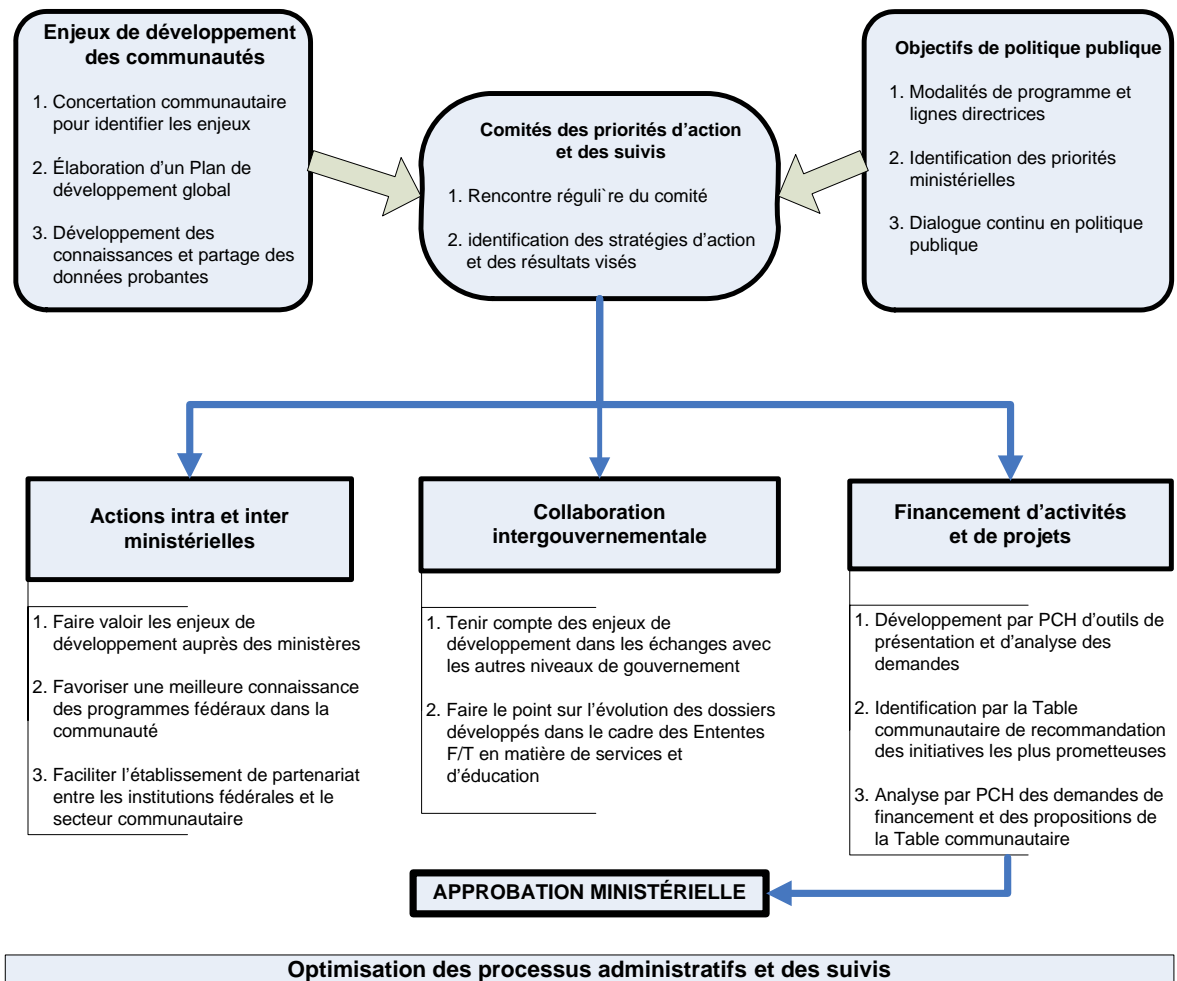 Enjeux de développement
des communautés
1. Concertation communautaire
pour identifier les enjeux
2. Élaboration d'un Plan de
développement global
3. Développement des
connaissances et partage des
données probantes
Comités des priorités d'action
et des suivis
1. Rencontre réguli`re du comité
2. identification des stratégies d'action
et des résultats visés
Objectifs de politique publique
1. Modalités de programme et
lignes directrices
2. Identification des priorités
ministérielles
3. Dialogue continu en politique
publique
Actions intra et inter
ministérielles
1. Faire valoir les enjeux de
développement auprès des ministères
2. Favoriser une meilleure connaissance
des programmes fédéraux dans la
communauté
3. Faciliter l'établissement de partenariat
entre les institutions fédérales et le
secteur communautaire
Collaboration
intergouvernementale
1. Tenir compte des enjeux de
développement dans les échanges avec
les autres niveaux de gouvernement
2. Faire le point sur l'évolution des dossiers
développés dans le cadre des Ententes
F/T en matière de services et
d'éducation
Financement d'activités
et de projets
1. Développement par PCH d'outils de
présentation et d'analyse des
demandes
2. Identification par la Table
communautaire de recommandation
des initiatives les plus prometteuses
3. Analyse par PCH des demandes de
financement et des propositions de
la Table communautaire
APPROBATION MINISTÉRIELLE
Optimisation des processus administratifs et des suivis